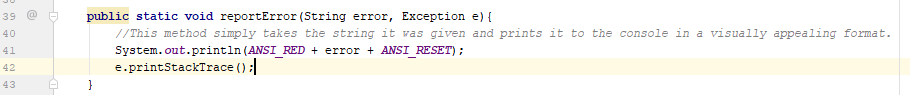 39 @ public static void reportError(String error, Exception e){
40 //This method simply takes the string it was given and prints it to the console in a visually appealing format.
41 System.out.println(ANSI_RED + error + ANSI_RESET);
42 e.printStackTrace();
43 }